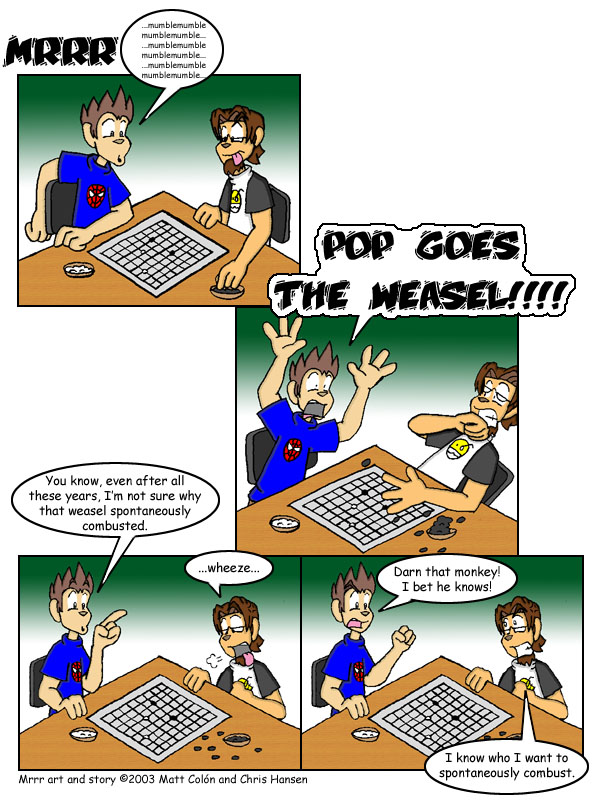 MRRR
...mumblemumble
mumblemumble...
...mumblemumble
mumblemumble...
...mumblemumble
mumblemumble...
POP GOES
THE WEASEL!!!!
You know, even after all
these years, I'm not sure why
that weasel spontaneously
combusted.
...wheeze...
Darn that monkey!
I bet he knows!
I know who I want to
spontaneously combust.
Mrrr art and story ©2003 Matt Colón and Chris Hansen